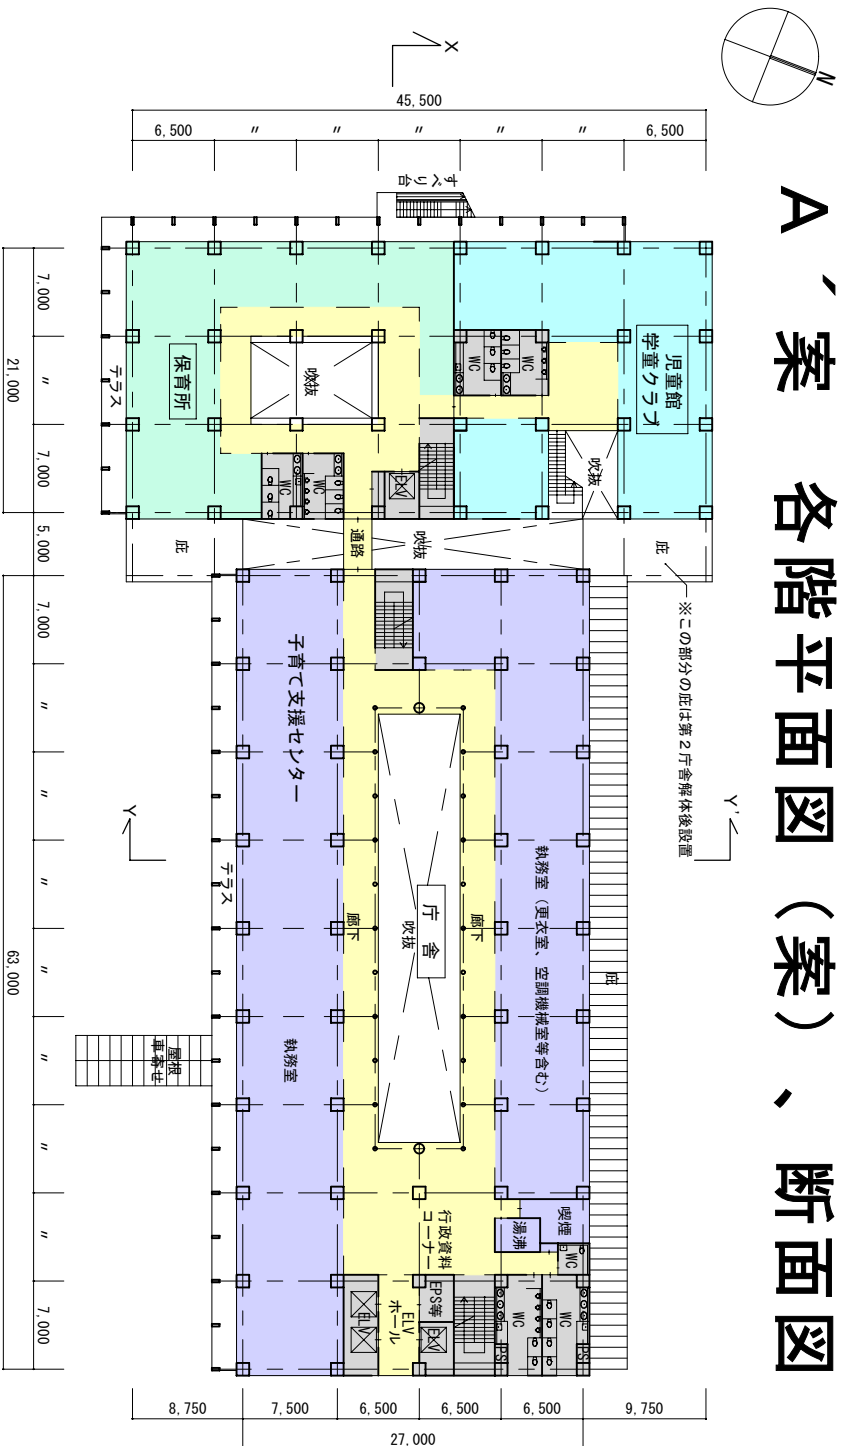 A´案　各階平面図（案）、断面図
N
X
45,500
6,500
〃
〃
〃
〃
〃
6,500
すべり台
7,000
〃
7,000
21,000
5,000
7,000
〃
〃
〃
〃
〃
〃
〃
7,000
63,000
テラス
保育所
吹抜
WC
WC
児童館
学童クラブ
吹抜
WC
WC
ELV
庇
通路
吹抜
庇
※この部分の庇は第２庁舎解体後設置
子育て支援センター
Y
Y'
テラス
廊下
庁舎
吹抜
廊下
執務室（更衣室、空調機械室等含む）
庇
執務室
屋根
車寄せ
行政資料
コーナー
湯沸
喫煙
WC
ELV
ELV
ホール
EPS等
ELV
WC
WC
PS
PS
8,750
7,500
6,500
6,500
6,500
9,750
27,000